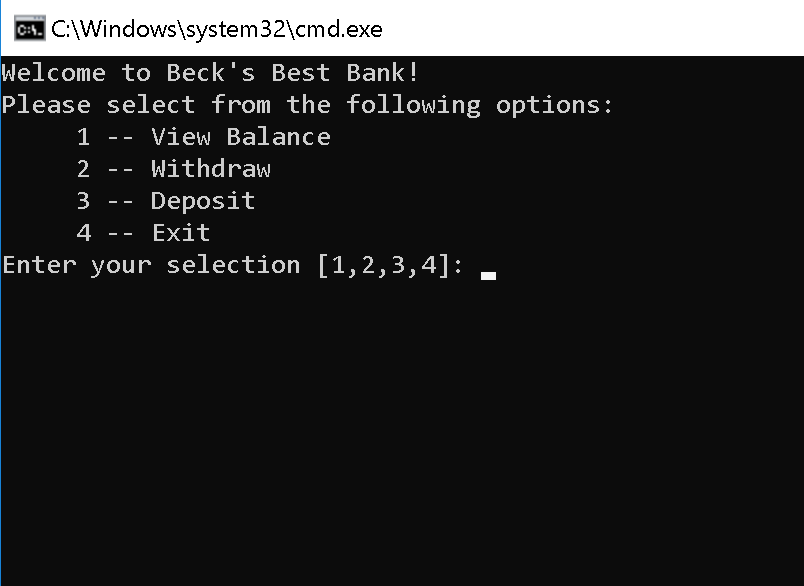 C:\Windows\system32\cmd.exe
Welcome to Beck's Best Bank!
Please select from the following options:
     1 -- View Balance
     2 -- Withdraw
     3 -- Deposit
     4 -- Exit
Enter your selection [1,2,3,4]: